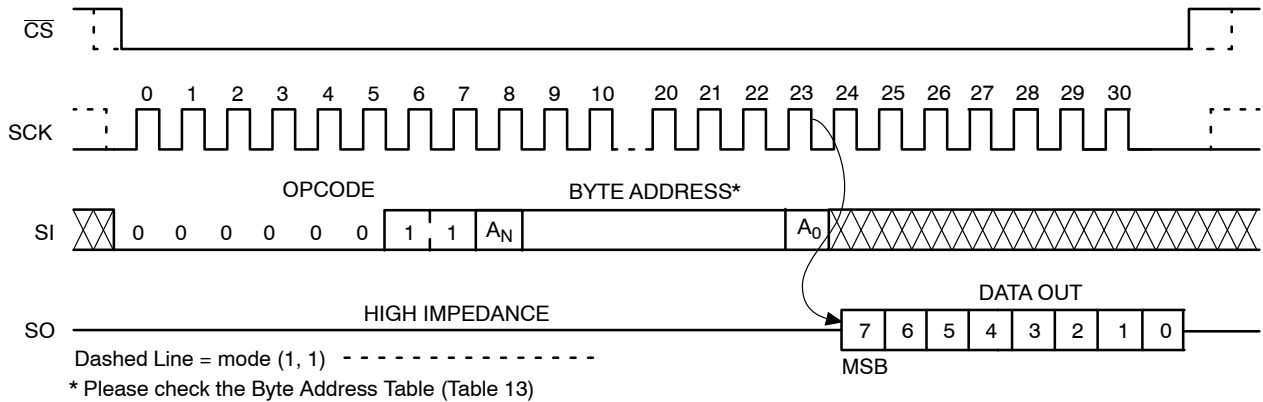 CS
0 1 2 3 4 5 6 7 8 9 10 20 21 22 23 24 25 26 27 28 29 30
SCK
OPCODE BYTE ADDRESS*
SI 0 0 0 0 0 0 1 1 AN A0
DATA OUT
HIGH IMPEDANCE
SO 7 6 5 4 3 2 1 0
Dashed Line = mode (1, 1) - - - - - - - - - - - - - - - -
MSB
* Please check the Byte Address Table (Table 13)